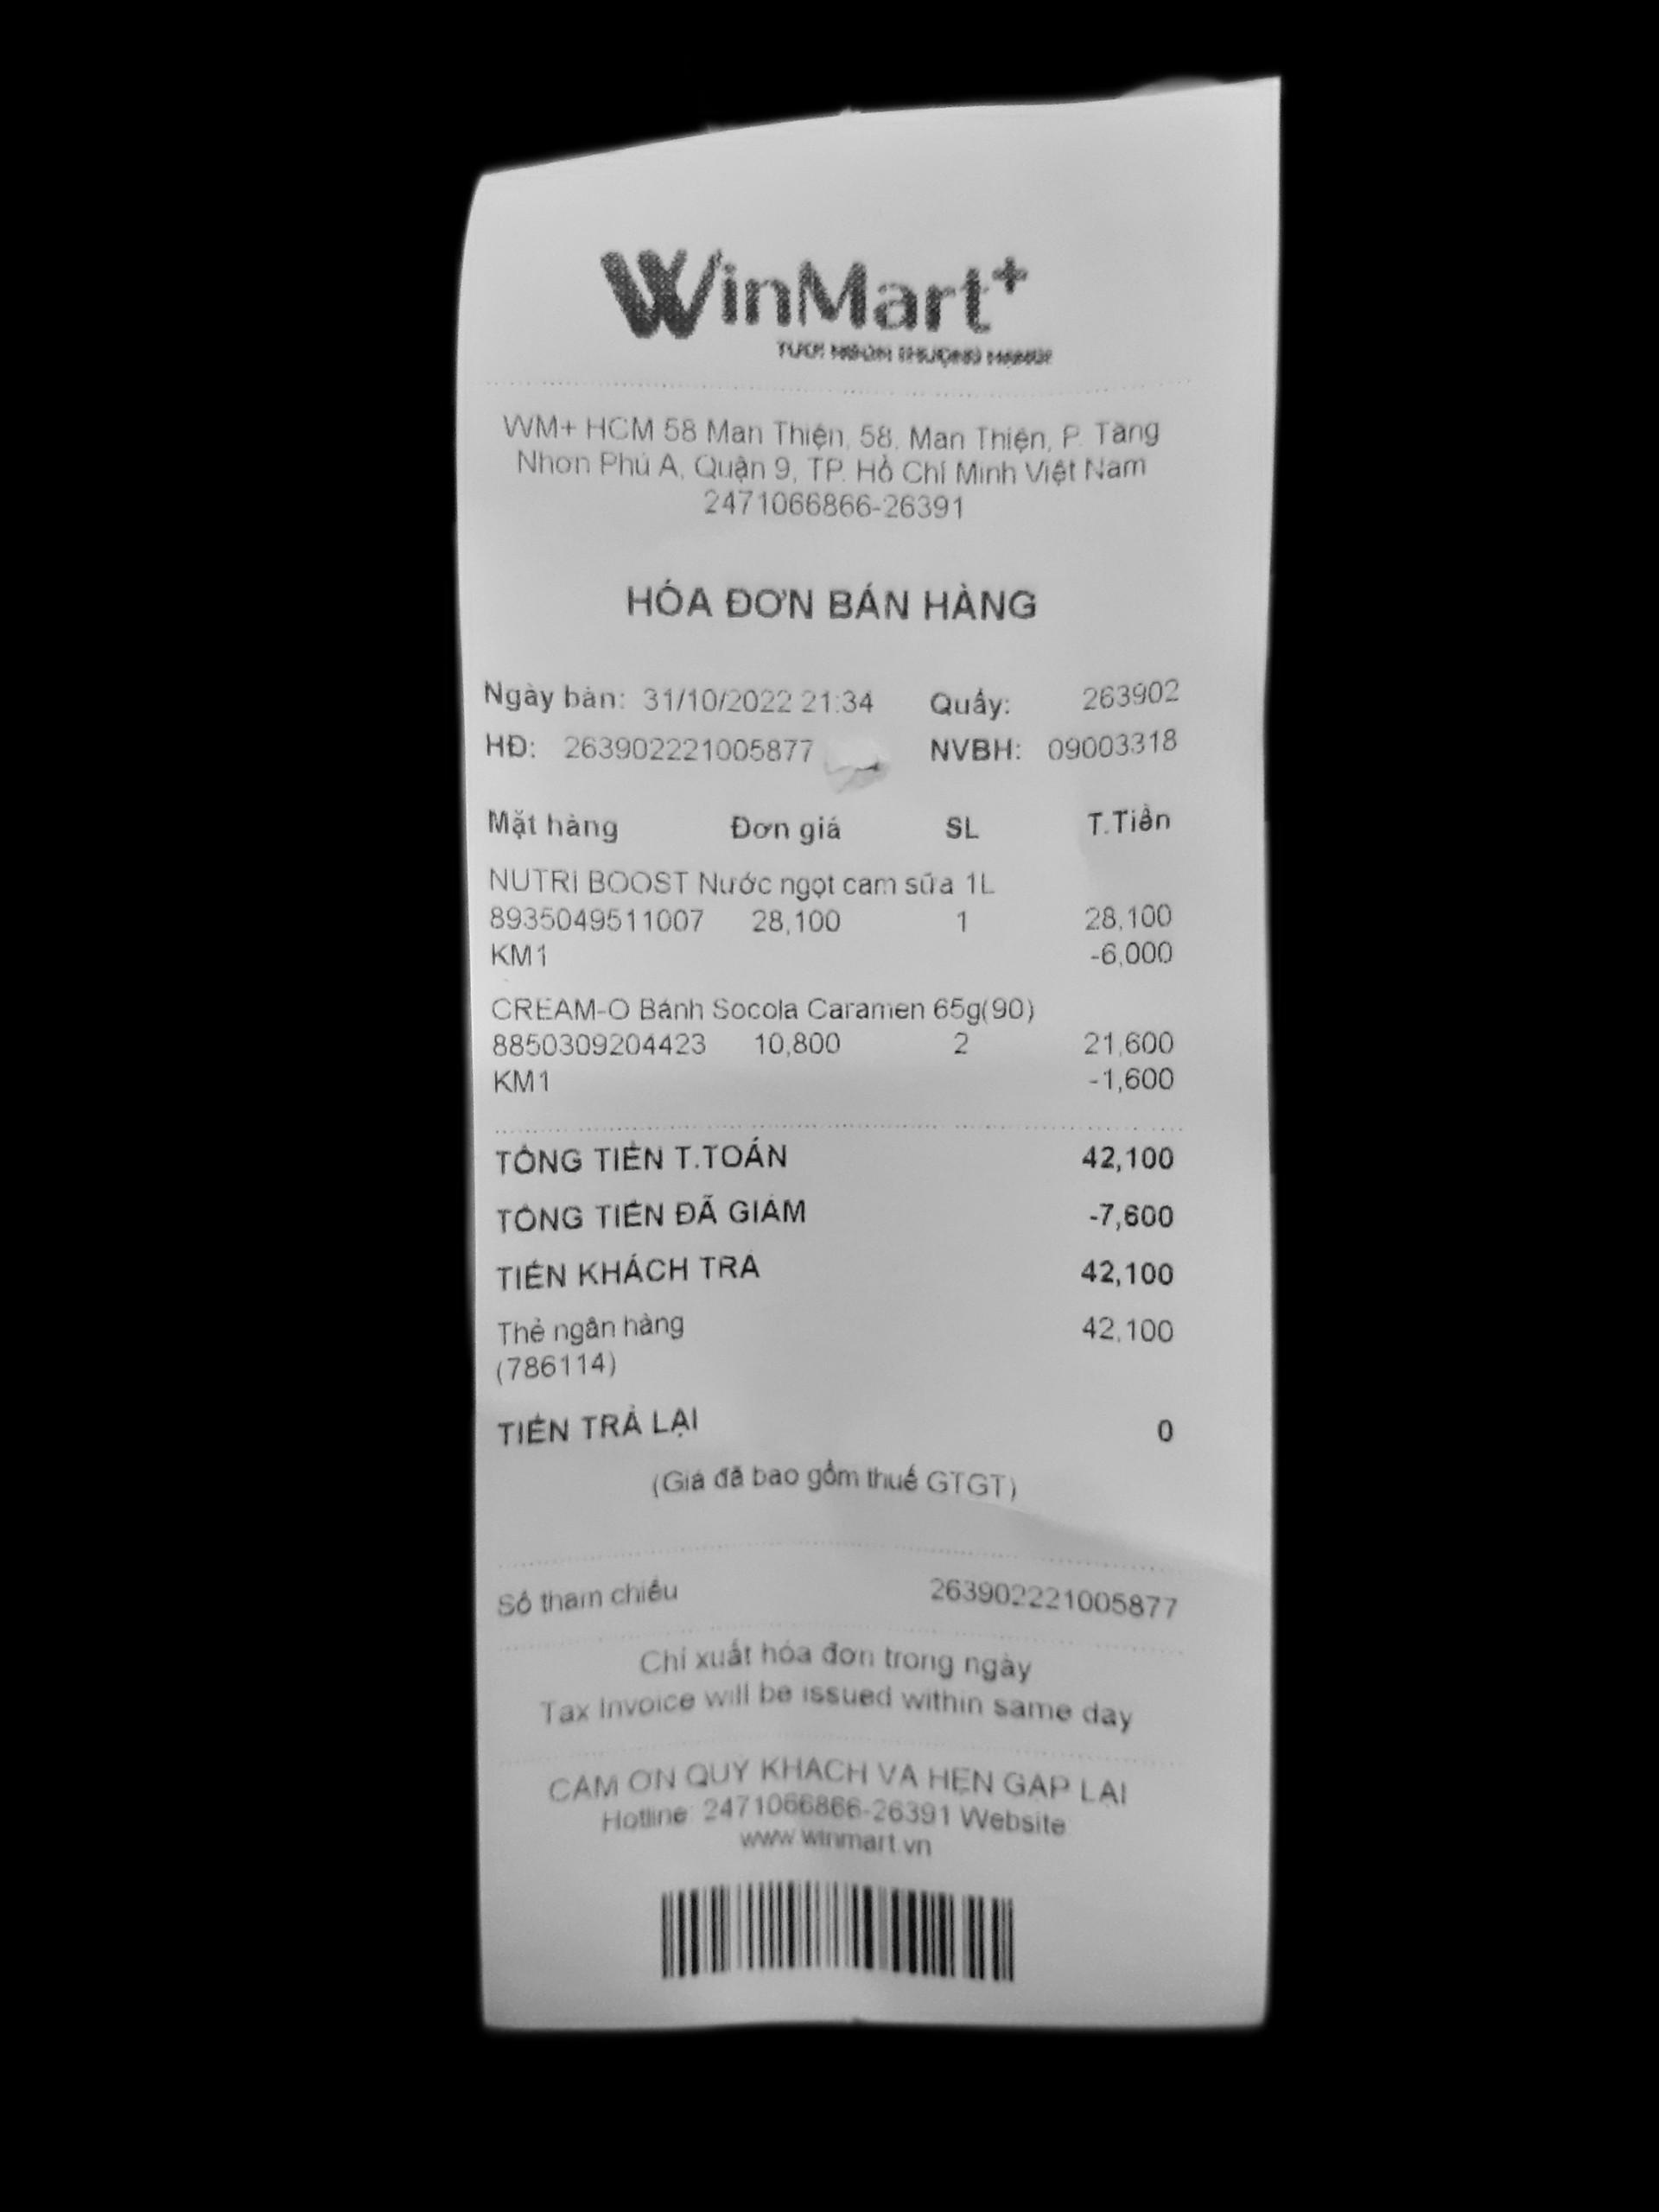 WinMart+
TƯƠI NGON THƯỢNG HẠNG
WM+ HCM 58 Man Thiện, 58, Man Thiện, P. Tăng
Nhơn Phú A, Quận 9, TP. Hồ Chí Minh Việt Nam
2471066866-26391
HÓA ĐƠN BÁN HÀNG
Ngày bán: 31/10/2022 21:34 Quầy: 263902
HĐ: 263902221005877 NVBH: 09003318
Mặt hàng Đơn giá SL T.Tiền
NUTRI BOOST Nước ngọt cam sữa 1L
8935049511007 28,100 1 28,100
KM1 -6,000
CREAM-O Bánh Socola Caramen 65g(90)
8850309204423 10,800 2 21,600
KM1 -1,600
TỔNG TIỀN T.TOÁN 42,100
TỔNG TIỀN ĐÃ GIẢM -7,600
TIỀN KHÁCH TRẢ 42,100
Thẻ ngân hàng 42,100
(786114)
TIỀN TRẢ LẠI 0
(Giá đã bao gồm thuế GTGT)
Số tham chiếu 263902221005877
Chỉ xuất hóa đơn trong ngày
Tax Invoice will be issued within same day
CẢM ƠN QUÝ KHÁCH VÀ HẸN GẶP LẠI
Hotline: 2471066866-26391 Website:
www.winmart.vn